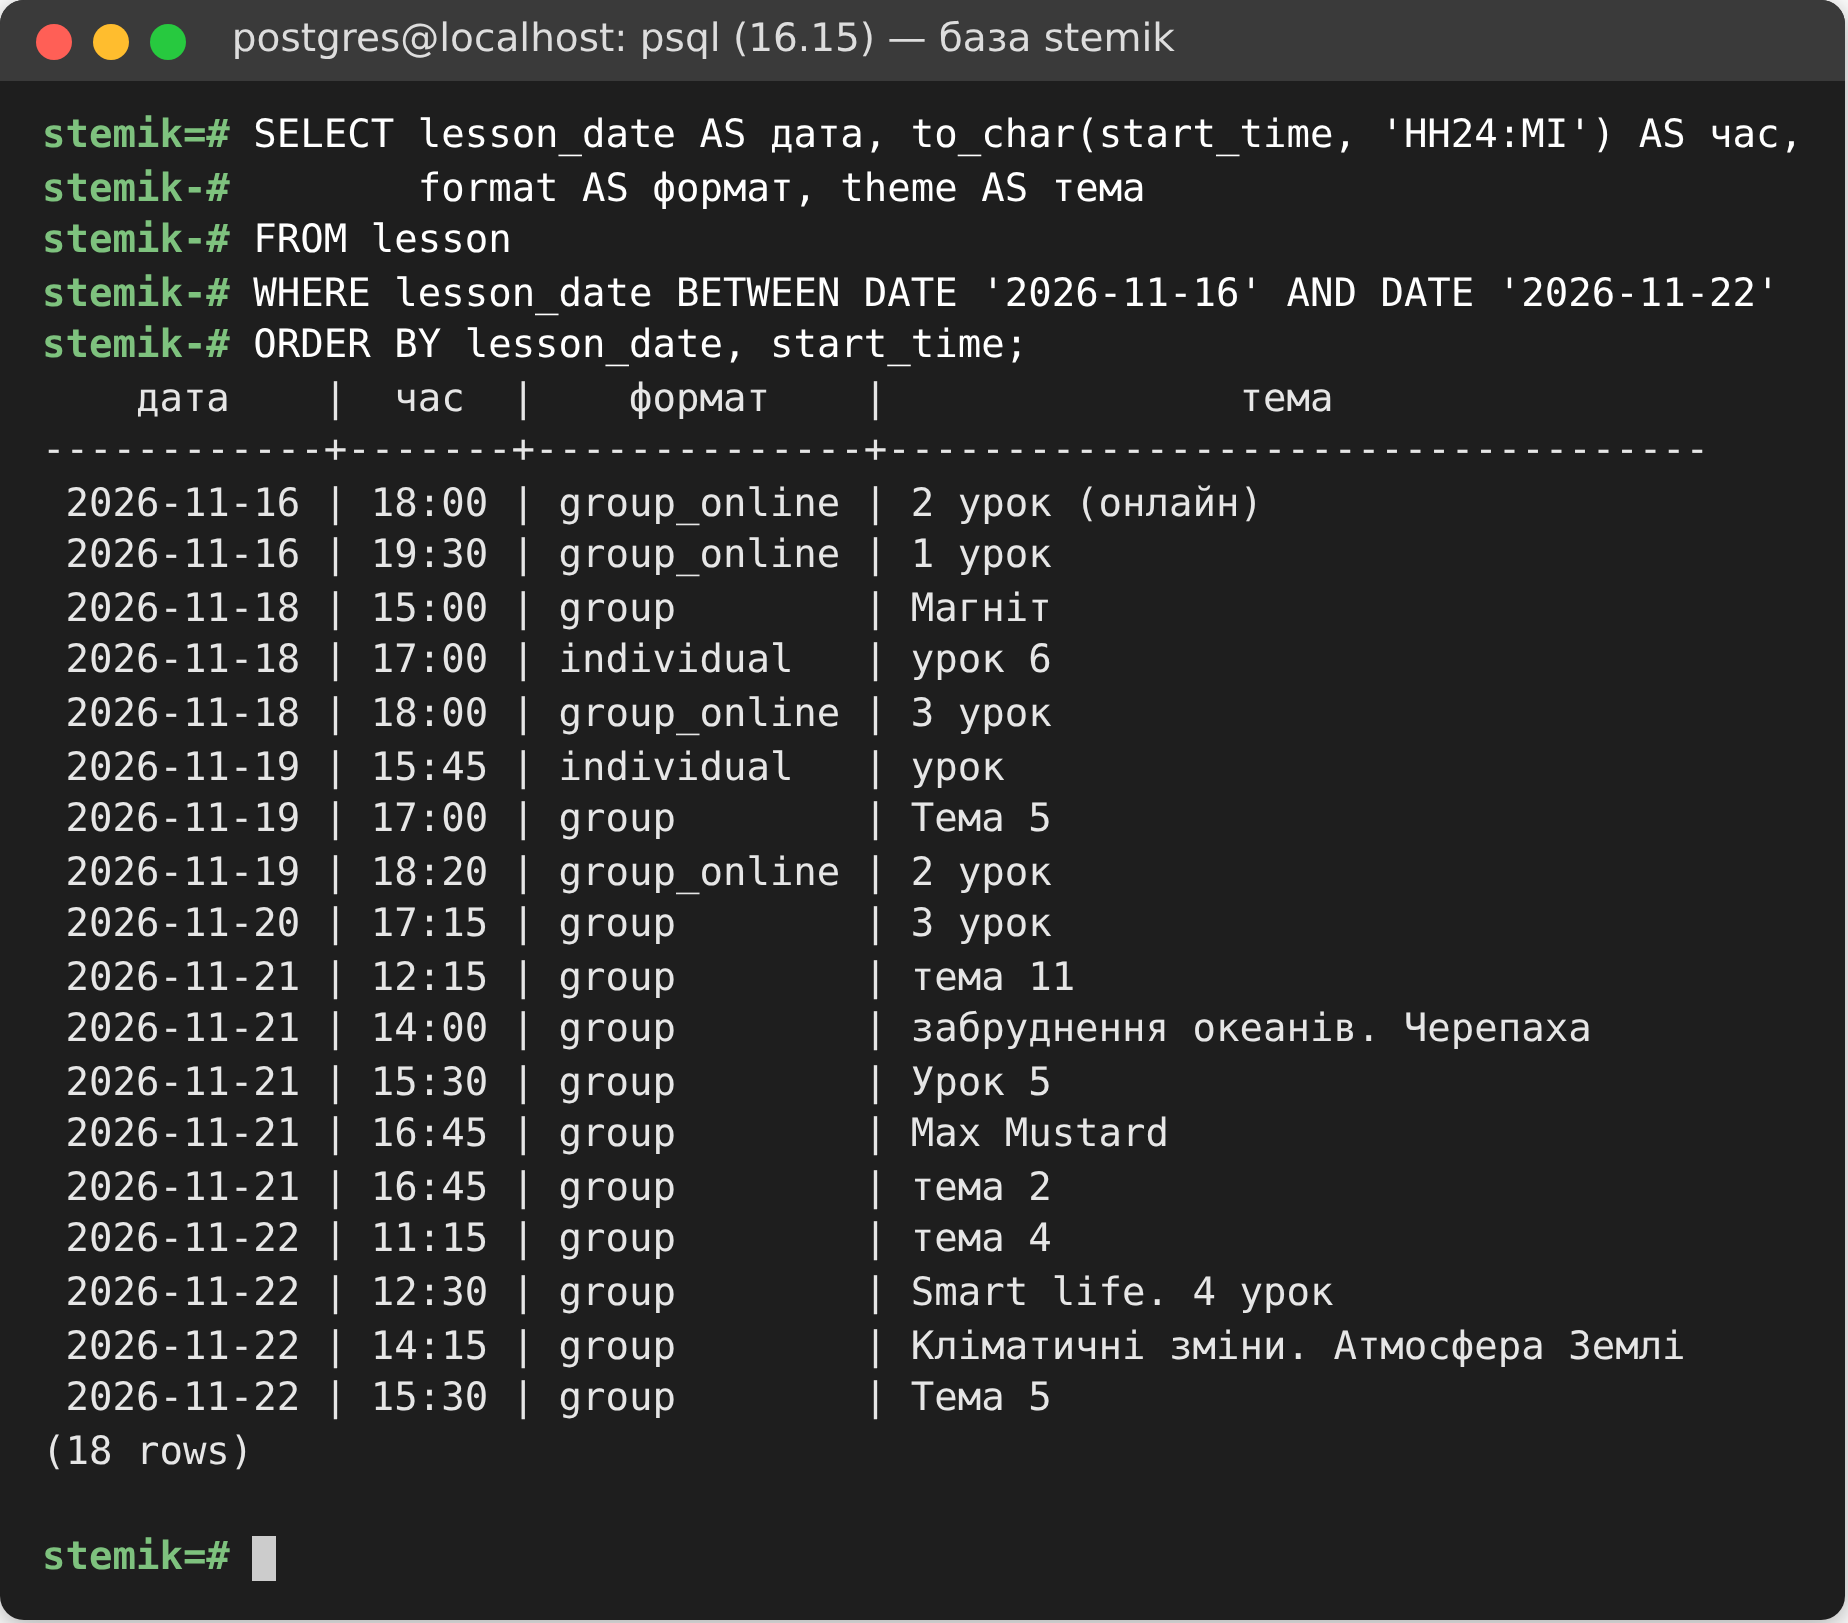 postgres@localhost: psql (16.15) — база stemik
stemik=# SELECT lesson_date AS дата, to_char(start_time, 'HH24:MI') AS час,
stemik-#        format AS формат, theme AS тема
stemik-# FROM lesson
stemik-# WHERE lesson_date BETWEEN DATE '2026-11-16' AND DATE '2026-11-22'
stemik-# ORDER BY lesson_date, start_time;
    дата    |  час  |    формат    |               тема
------------+-------+--------------+-----------------------------------
 2026-11-16 | 18:00 | group_online | 2 урок (онлайн)
 2026-11-16 | 19:30 | group_online | 1 урок
 2026-11-18 | 15:00 | group        | Магніт
 2026-11-18 | 17:00 | individual   | урок 6
 2026-11-18 | 18:00 | group_online | 3 урок
 2026-11-19 | 15:45 | individual   | урок
 2026-11-19 | 17:00 | group        | Тема 5
 2026-11-19 | 18:20 | group_online | 2 урок
 2026-11-20 | 17:15 | group        | 3 урок
 2026-11-21 | 12:15 | group        | тема 11
 2026-11-21 | 14:00 | group        | забруднення океанів. Черепаха
 2026-11-21 | 15:30 | group        | Урок 5
 2026-11-21 | 16:45 | group        | Max Mustard
 2026-11-21 | 16:45 | group        | тема 2
 2026-11-22 | 11:15 | group        | тема 4
 2026-11-22 | 12:30 | group        | Smart life. 4 урок
 2026-11-22 | 14:15 | group        | Кліматичні зміни. Атмосфера Землі
 2026-11-22 | 15:30 | group        | Тема 5
(18 rows)
stemik=#